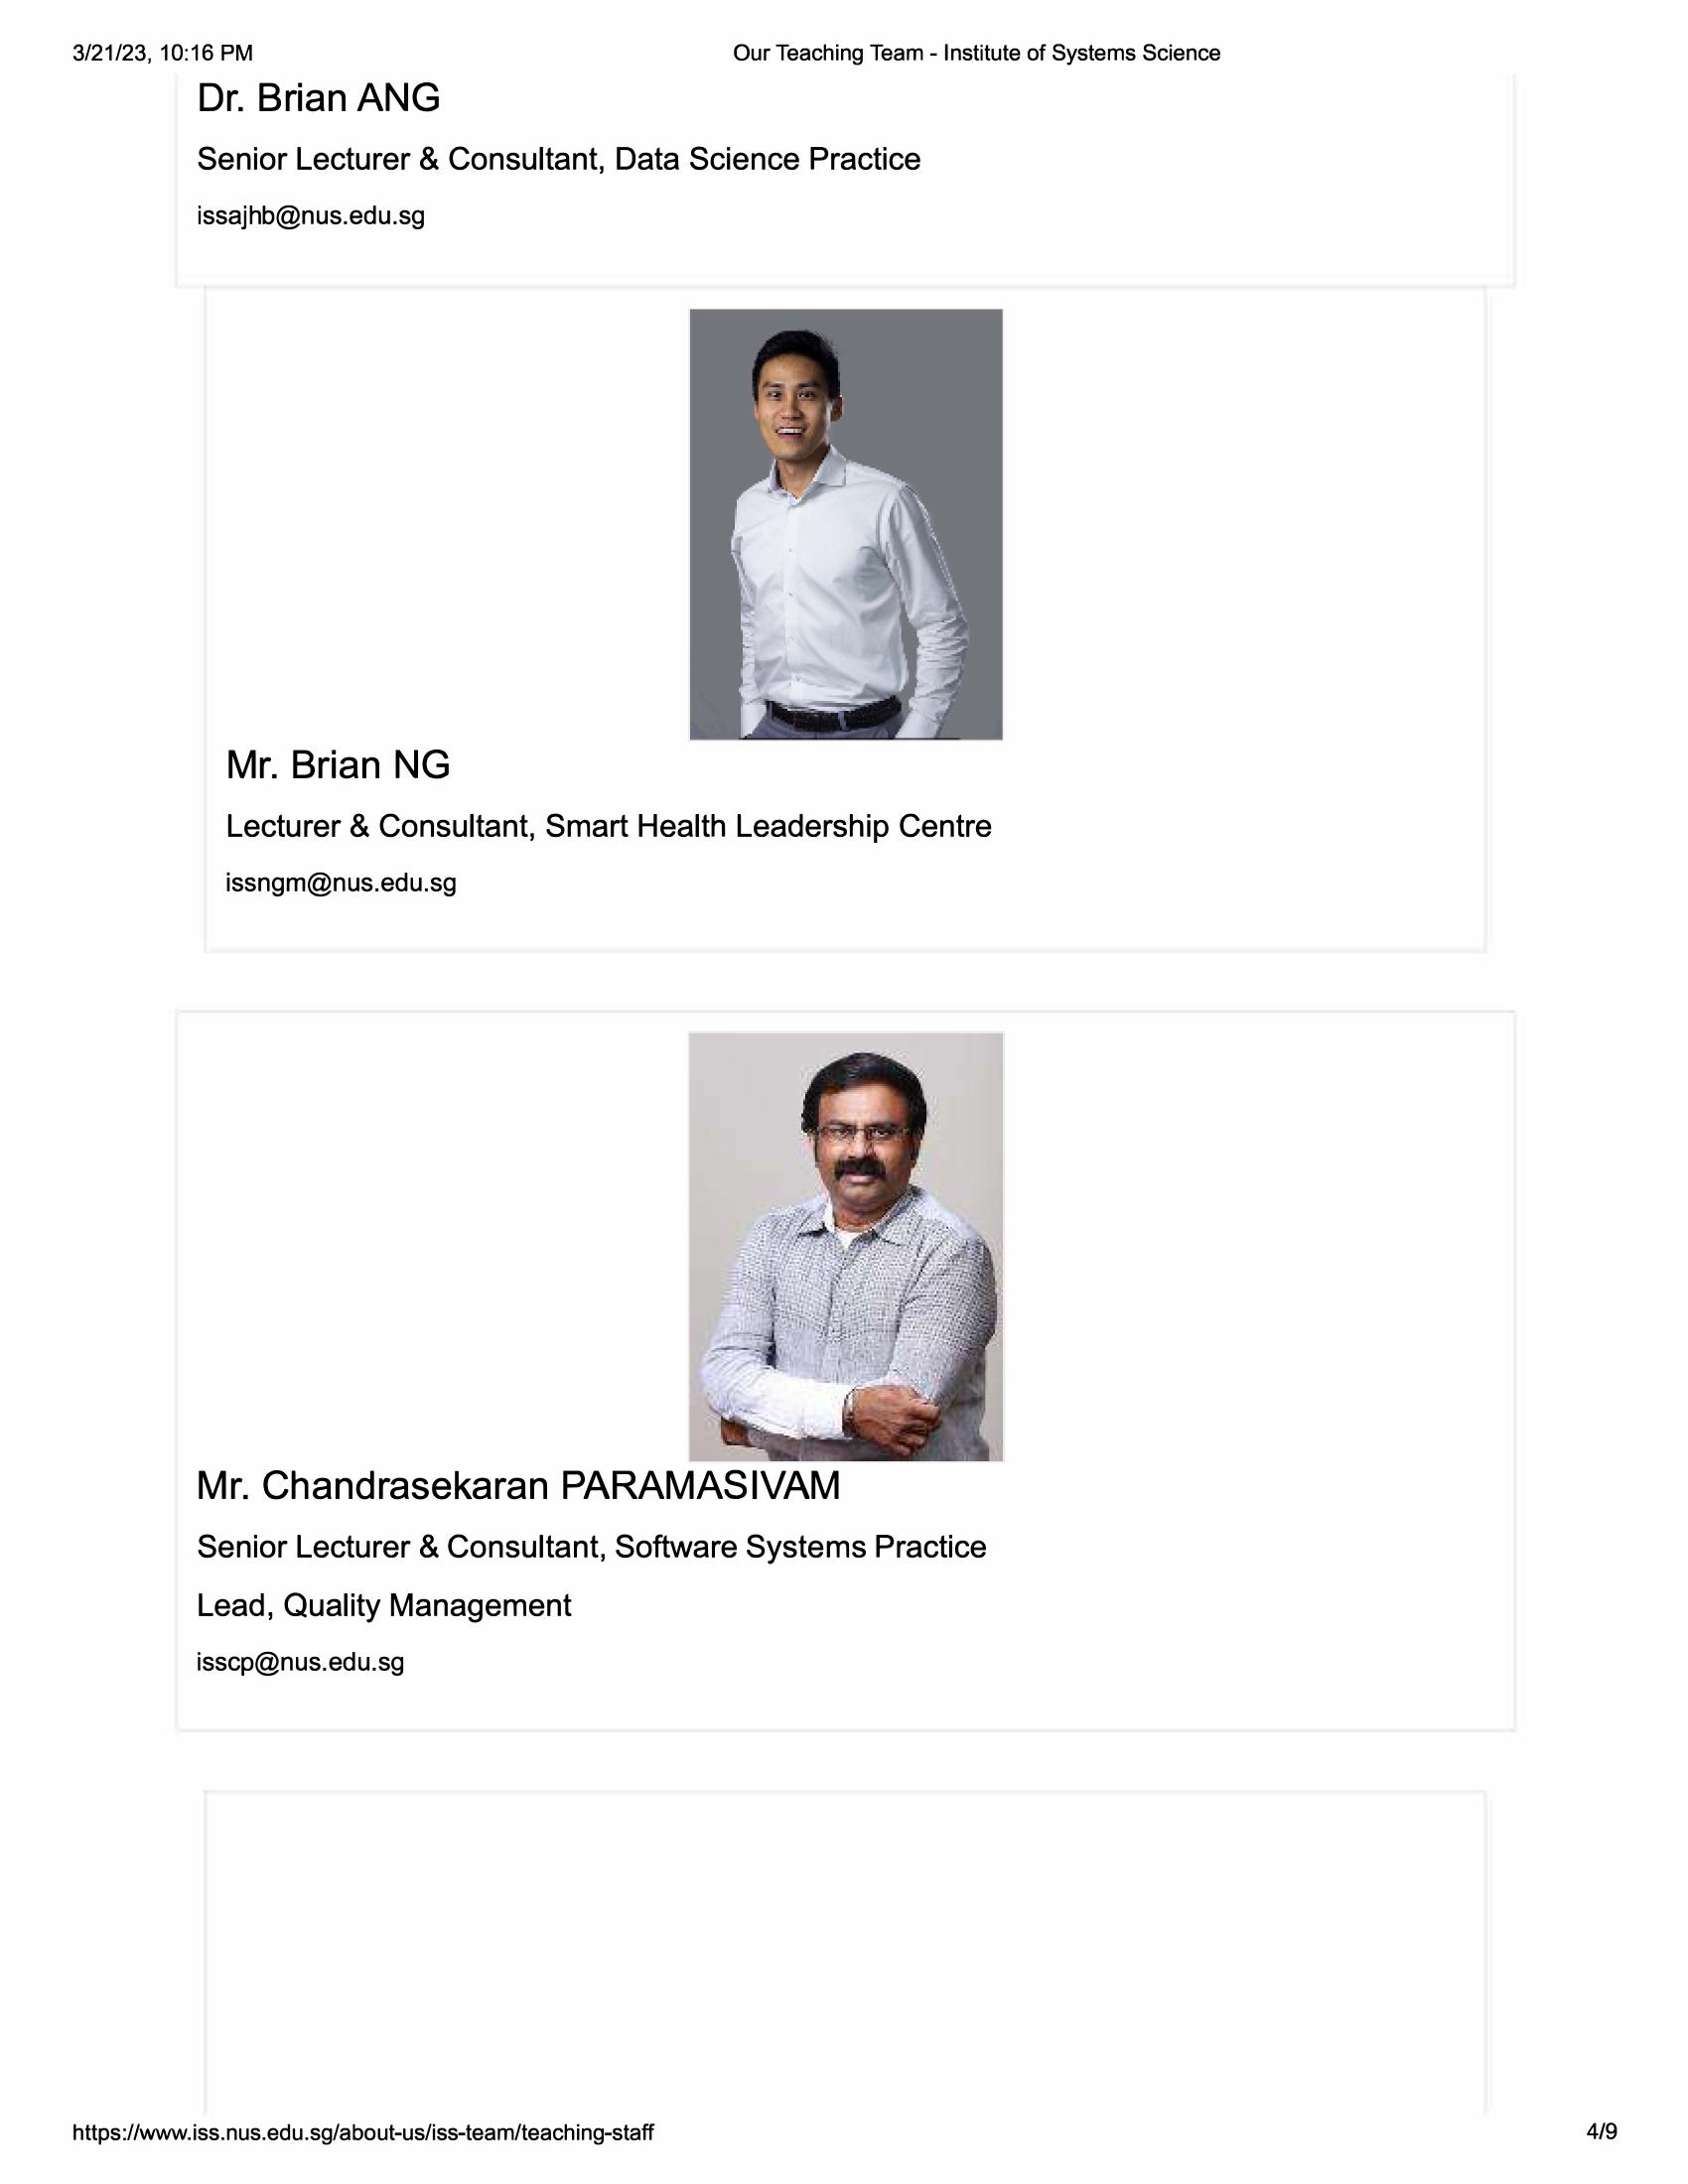 3/21/23, 10:16 PM
Our Teaching Team - Institute of Systems Science
Dr. Brian ANG
Senior Lecturer & Consultant, Data Science Practice
issajhb@nus.edu.sg
Mr. Brian NG
Lecturer & Consultant, Smart Health Leadership Centre
issngm@nus.edu.sg
Mr. Chandrasekaran PARAMASIVAM
Senior Lecturer & Consultant, Software Systems Practice
Lead, Quality Management
isscp@nus.edu.sg
https://www.iss.nus.edu.sg/about-us/iss-team/teaching-staff
4/9